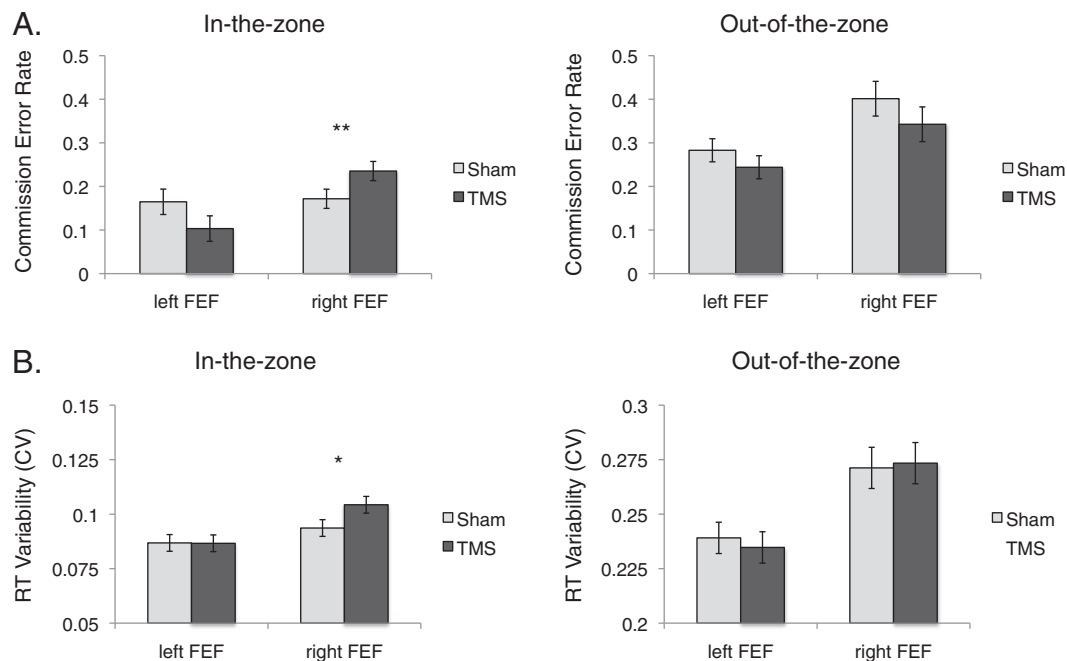 A.
In-the-zone
Commission Error Rate
0.5
0.4
0.3
0.2
0.1
0
**
left FEF
right FEF
Sham
TMS
Out-of-the-zone
Commission Error Rate
0.5
0.4
0.3
0.2
0.1
0
left FEF
right FEF
Sham
TMS
B.
In-the-zone
RT Variability (CV)
0.15
0.125
0.1
0.075
0.05
*
left FEF
right FEF
Sham
TMS
Out-of-the-zone
RT Variability (CV)
0.3
0.275
0.25
0.225
0.2
left FEF
right FEF
Sham
TMS